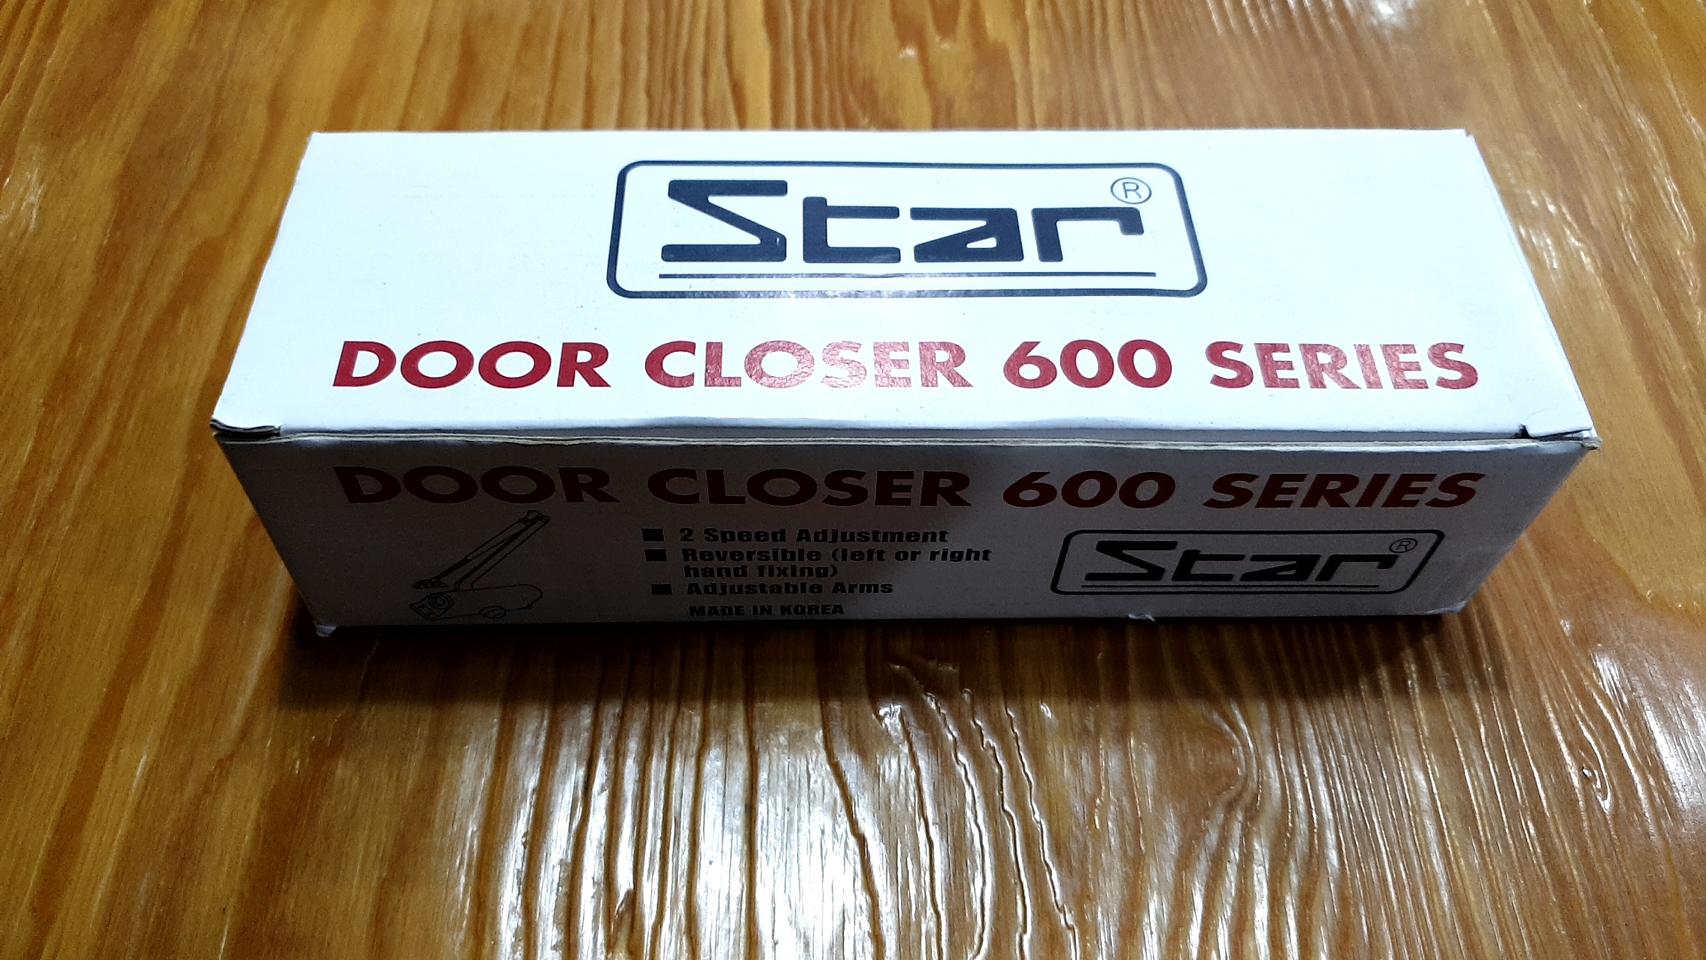 Star®
DOOR CLOSER 600 SERIES
DOOR CLOSER 600 SERIES
■ 2 Speed Adjustment
■ Reversible (left or right
hand fixing)
■ Adjustable Arms
MADE IN KOREA
Star®